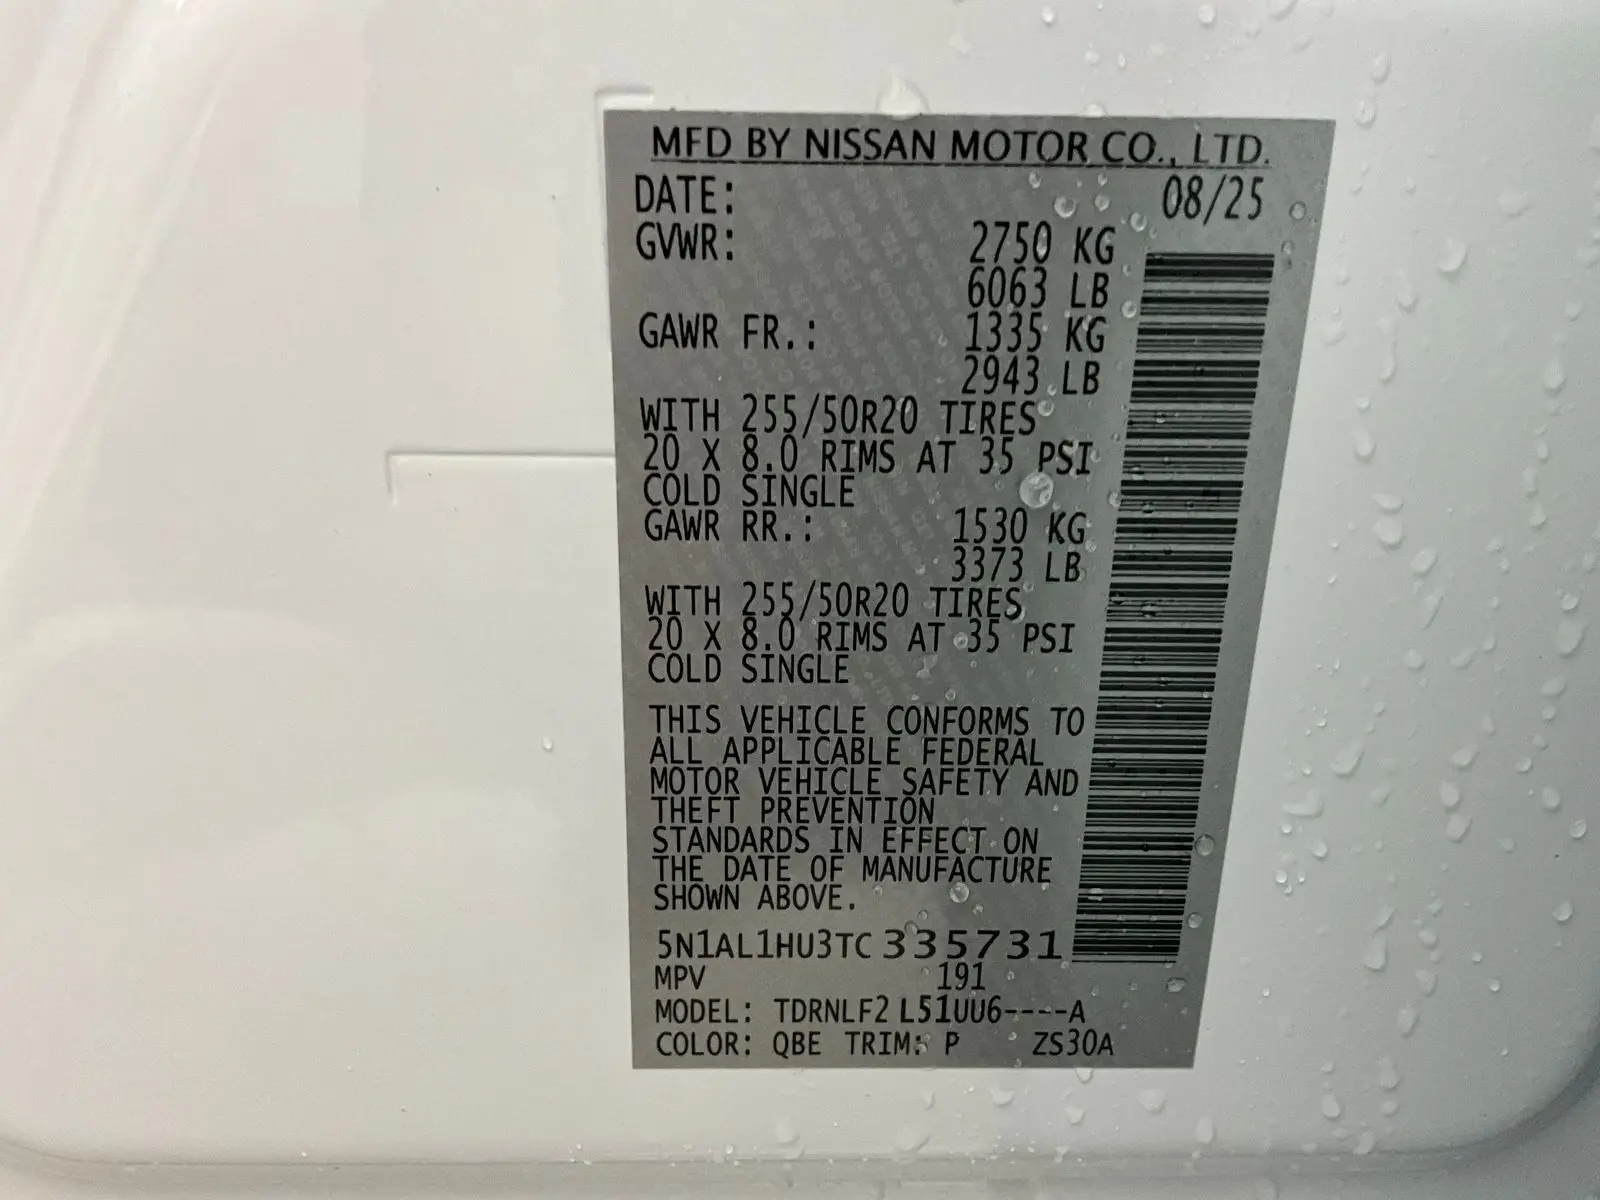 MFD BY NISSAN MOTOR CO., LTD.
DATE: 08/25
GVWR: 2750 KG
6063 LB
GAWR FR.: 1335 KG
2943 LB
WITH 255/50R20 TIRES
20 X 8.0 RIMS AT 35 PSI
COLD SINGLE
GAWR RR.: 1530 KG
3373 LB
WITH 255/50R20 TIRES
20 X 8.0 RIMS AT 35 PSI
COLD SINGLE
THIS VEHICLE CONFORMS TO
ALL APPLICABLE FEDERAL
MOTOR VEHICLE SAFETY AND
THEFT PREVENTION
STANDARDS IN EFFECT ON
THE DATE OF MANUFACTURE
SHOWN ABOVE.
5N1AL1HU3TC335731
MPV 191
MODEL: TDRNLF2 L51UU6----A
COLOR: QBE TRIM: P ZS30A